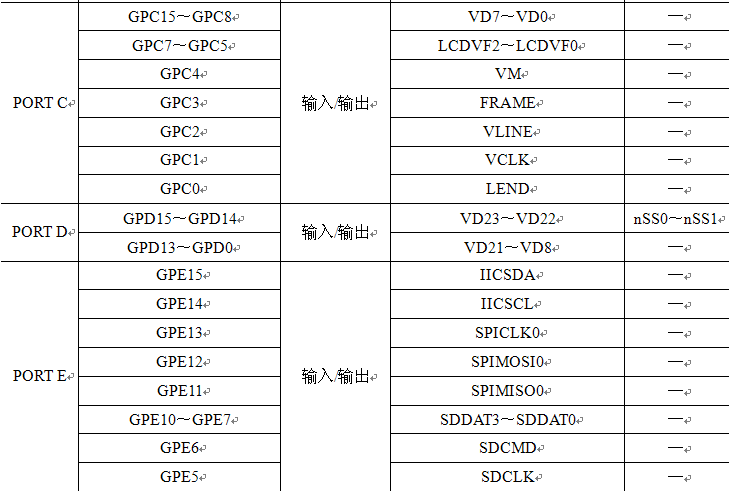 GPC15～GPC8 VD7～VD0 —
GPC7～GPC5 LCDVF2～LCDVF0 —
GPC4 VM —
PORT C GPC3 输入/输出 FRAME —
GPC2 VLINE —
GPC1 VCLK —
GPC0 LEND —
PORT D GPD15～GPD14 输入/输出 VD23～VD22 nSS0～nSS1
GPD13～GPD0 VD21～VD8 —
GPE15 IICSDA —
GPE14 IICSCL —
GPE13 SPICLK0 —
PORT E GPE12 输入/输出 SPIMOSI0 —
GPE11 SPIMISO0 —
GPE10～GPE7 SDDAT3～SDDAT0 —
GPE6 SDCMD —
GPE5 SDCLK —